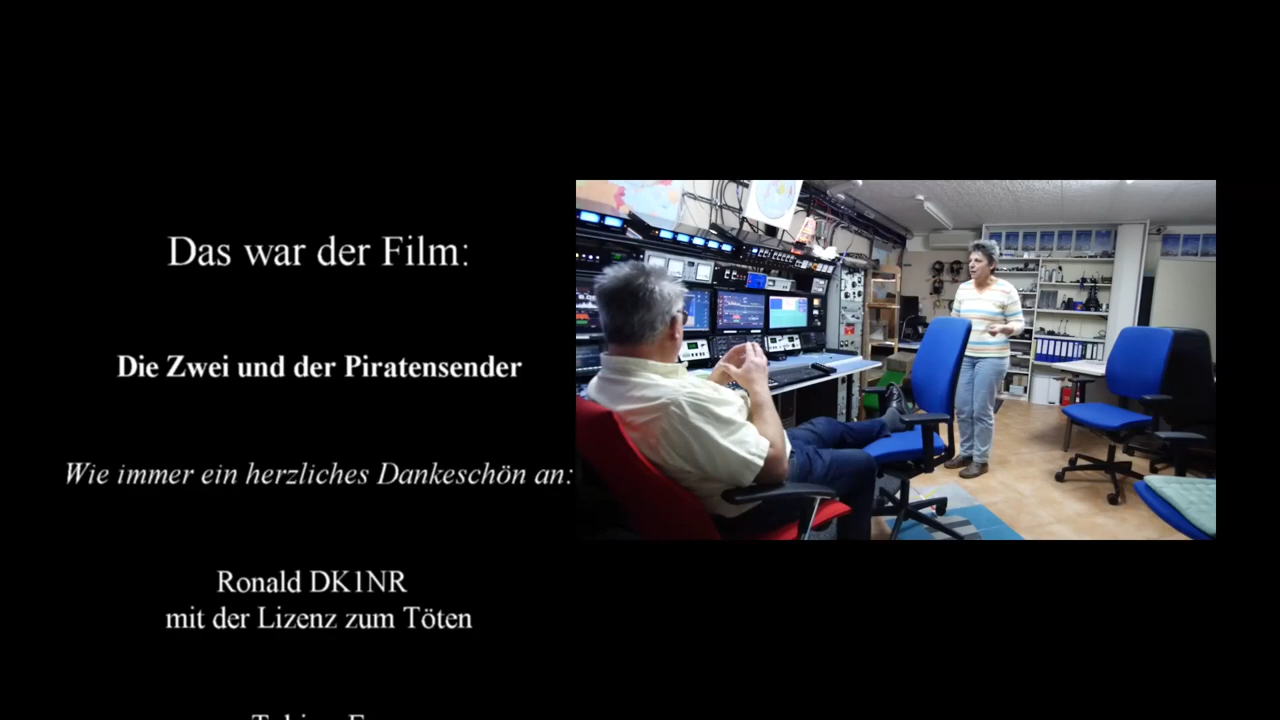 Das war der Film:
Die Zwei und der Piratensender
Wie immer ein herzliches Dankeschön an:
Ronald DK1NR
mit der Lizenz zum Töten